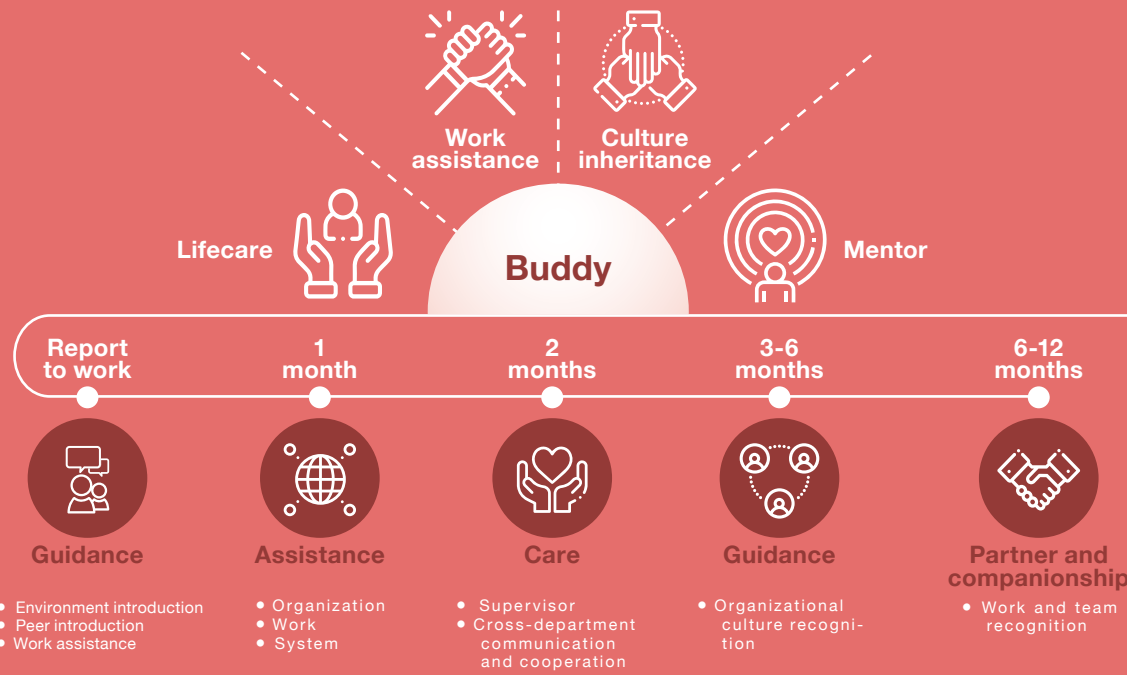 Work
assistance
Culture
inheritance
Lifecare
Buddy
Mentor
Report
to work
1
month
2
months
3-6
months
6-12
months
Guidance
Assistance
Care
Guidance
Partner and
companionship
• Environment introduction
• Peer introduction
• Work assistance
• Organization
• Work
• System
• Supervisor
• Cross-department
communication
and cooperation
• Organizational
culture recogni-
tion
• Work and team
recognition